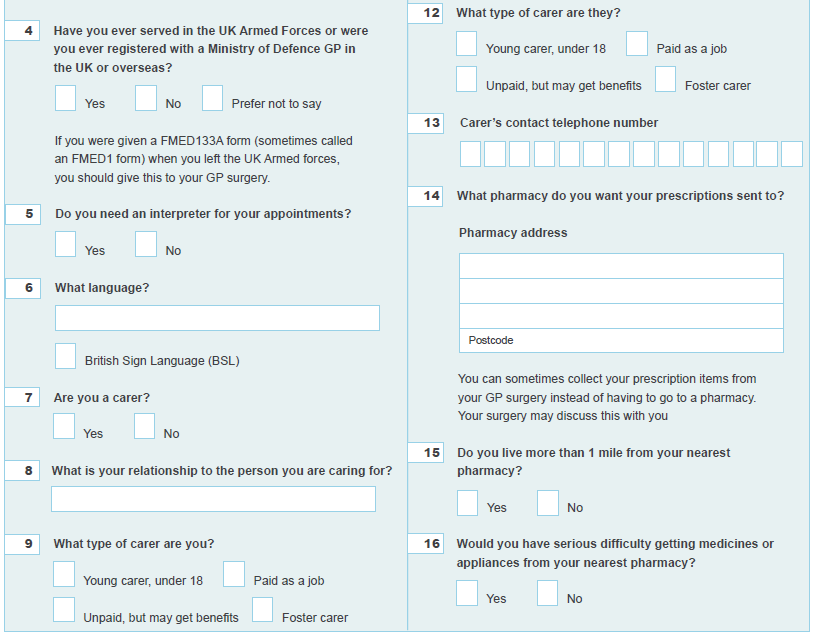 4 Have you ever served in the UK Armed Forces or were
you ever registered with a Ministry of Defence GP in
the UK or overseas?
Yes No Prefer not to say
If you were given a FMED133A form (sometimes called
an FMED1 form) when you left the UK Armed forces,
you should give this to your GP surgery.
5 Do you need an interpreter for your appointments?
Yes No
6 What language?
British Sign Language (BSL)
7 Are you a carer?
Yes No
8 What is your relationship to the person you are caring for?
9 What type of carer are you?
Young carer, under 18 Paid as a job
Unpaid, but may get benefits Foster carer
12 What type of carer are they?
Young carer, under 18 Paid as a job
Unpaid, but may get benefits Foster carer
13 Carer's contact telephone number
14 What pharmacy do you want your prescriptions sent to?
Pharmacy address
Postcode
You can sometimes collect your prescription items from
your GP surgery instead of having to go to a pharmacy.
Your surgery may discuss this with you
15 Do you live more than 1 mile from your nearest
pharmacy?
Yes No
16 Would you have serious difficulty getting medicines or
appliances from your nearest pharmacy?
Yes No